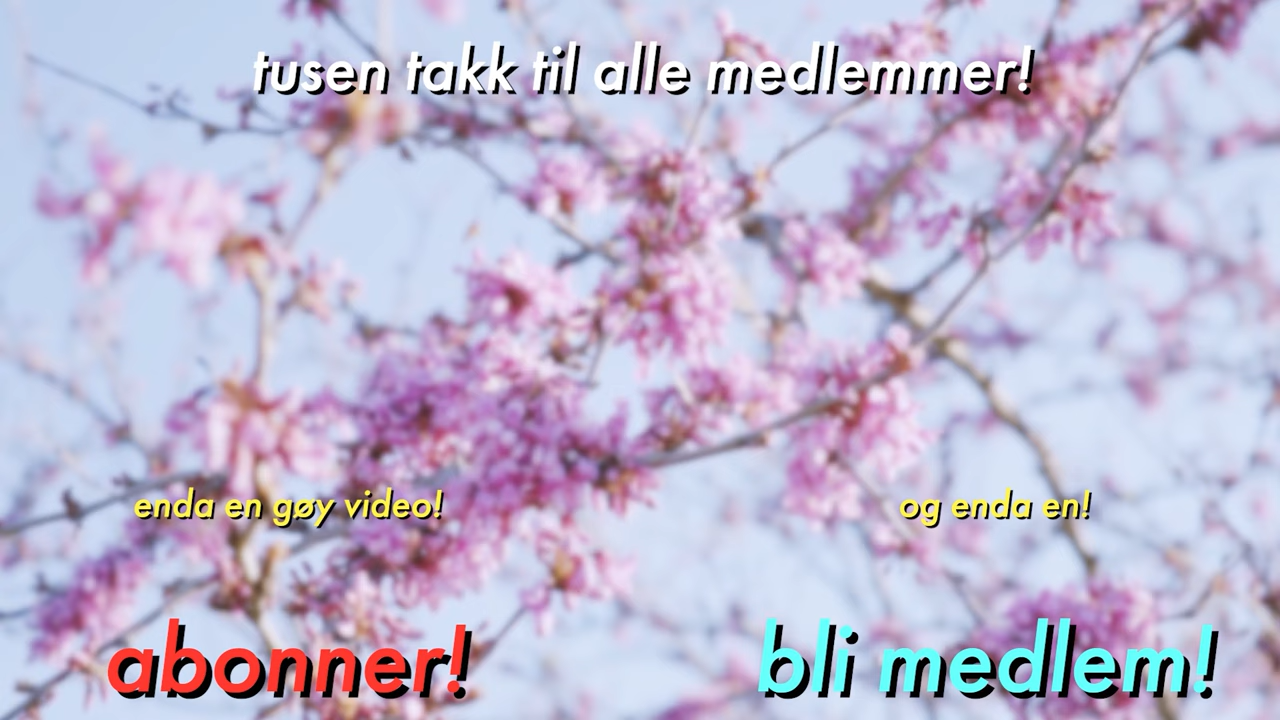 tusen takk til alle medlemmer!
enda en gøy video!
og enda en!
abonner!
bli medlem!